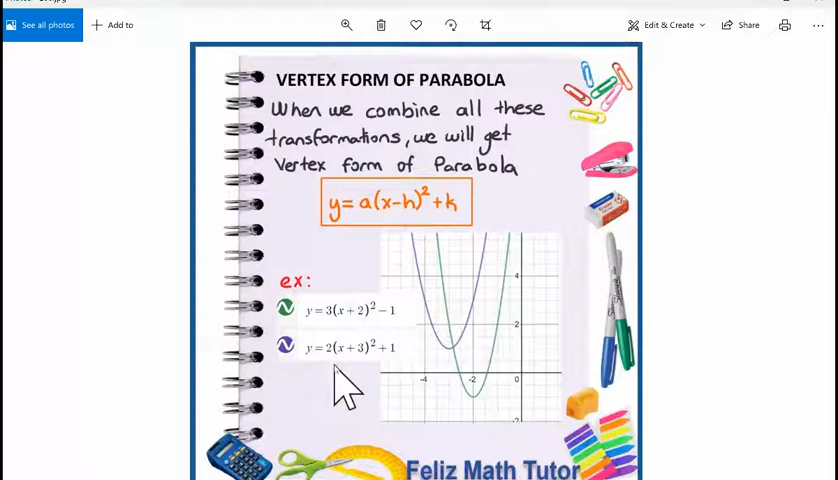 See all photos
Add to
Edit & Create
Share
VERTEX FORM OF PARABOLA
When we combine all these
transformations, we will get
Vertex form of Parabola
y = a(x-h)² + k
ex:
y = 3(x + 2)² − 1
y = 2(x + 3)² + 1
4
2
-4
-2
0
-2
Feliz Math Tutor